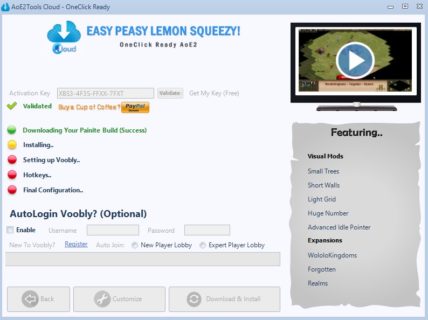 AoE2Tools Cloud - OneClick Ready
Cloud
EASY PEASY LEMON SQUEEZY!
OneClick Ready AoE2
Activation Key
XBS3-4F3S-FFXX-7FXT
Validate
Get My Key (Free)
Validated
Buy a Cup of Coffee?
PayPal
Downloading Your Painite Build (Success)
Installing..
Setting up Voobly..
Hotkeys..
Final Configuration..
AutoLogin Voobly? (Optional)
Enable
Username
Password
New To Voobly?
Register
Auto Join:
New Player Lobby
Expert Player Lobby
Back
Customize
Download & Install
Featuring..
Visual Mods
Small Trees
Short Walls
Light Grid
Huge Number
Advanced Idle Pointer
Expansions
WololoKingdoms
Forgotten
Realms